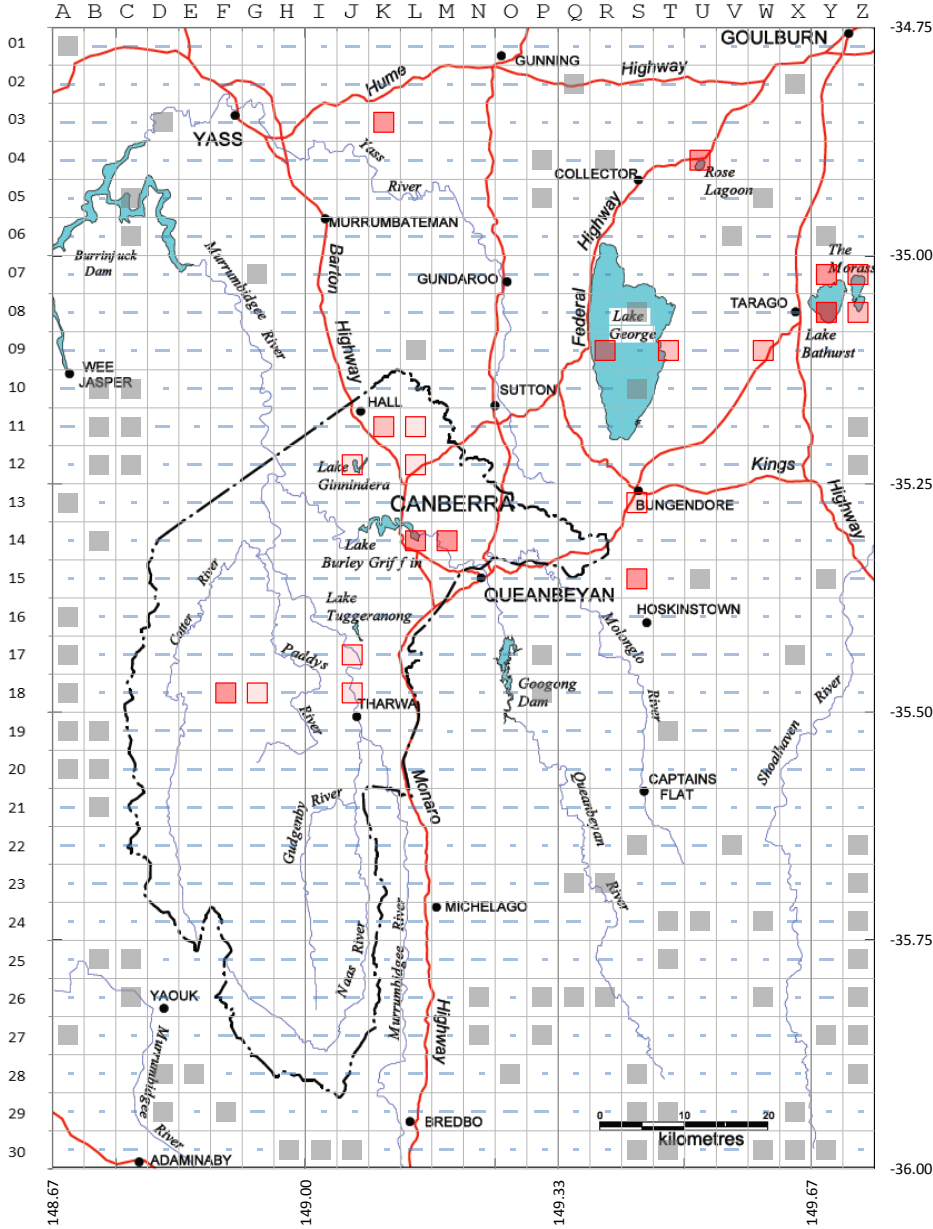 A B C D E F G H I J K L M N O P Q R S T U V W X Y Z
-34.75
01
GOULBURN
GUNNING
Hume
Highway
02
03
YASS
Yass
04
COLLECTOR
Rose
Lagoon
River
05
MURRUMBATEMAN
Highway
06
Burrinjuck
Dam
Murrumbidgee
River
Barton
Highway
-35.00
The
Morass
07
GUNDAROO
Federal
TARAGO
08
Lake
George
Lake
Bathurst
09
WEE
JASPER
10
SUTTON
HALL
11
12
Lake
Ginnindera
Kings
Highway
-35.25
13
CANBERRA
BUNGENDORE
14
Lake
Burley Griffin
River
15
QUEANBEYAN
Lake
Tuggeranong
HOSKINSTOWN
16
Cotter
Molonglo
River
17
Paddys
River
18
Googong
Dam
THARWA
River
-35.50
19
Shoalhaven
20
Monaro
CAPTAINS
FLAT
Queanbeyan
River
21
Gudgenby
River
22
23
MICHELAGO
24
-35.75
25
Naas
River
Murrumbidgee
River
26
YAOUK
Highway
27
Murrumbidgee
River
28
29
BREDBO
0 10 20
kilometres
30
ADAMINABY
-36.00
148.67
149.00
149.33
149.67